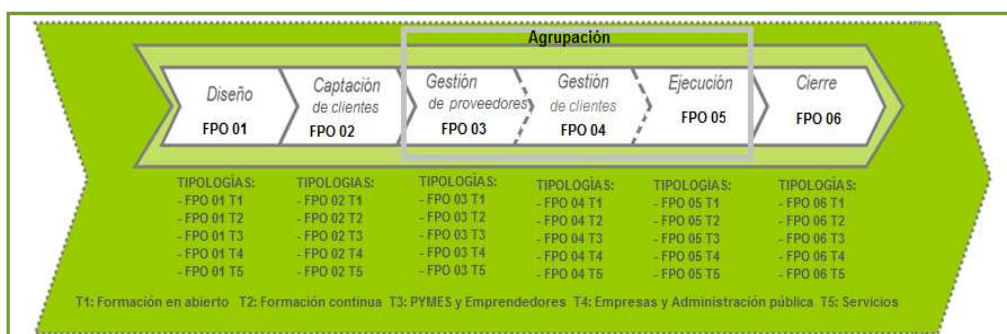 Agrupación
Diseño
FPO 01
Captación
de clientes
FPO 02
Gestión
de proveedores
FPO 03
Gestión
de clientes
FPO 04
Ejecución
FPO 05
Cierre
FPO 06
TIPOLOGÍAS:
- FPO 01 T1
- FPO 01 T2
- FPO 01 T3
- FPO 01 T4
- FPO 01 T5
TIPOLOGIAS:
- FPO 02 T1
- FPO 02 T2
- FPO 02 T3
- FPO 02 T4
- FPO 02 T5
TIPOLOGÍAS:
- FPO 03 T1
- FPO 03 T2
- FPO 03 T3
- FPO 03 T4
- FPO 03 T5
TIPOLOGÍAS:
- FPO 04 T1
- FPO 04 T2
- FPO 04 T3
- FPO 04 T4
- FPO 04 T5
TIPOLOGÍAS:
- FPO 05 T1
- FPO 05 T2
- FPO 05 T3
- FPO 05 T4
- FPO 05 T5
TIPOLOGÍAS:
- FPO 06 T1
- FPO 06 T2
- FPO 06 T3
- FPO 06 T4
- FPO 06 T5
T1: Formación en abierto T2: Formación continua T3: PYMES y Emprendedores T4: Empresas y Administración pública T5: Servicios